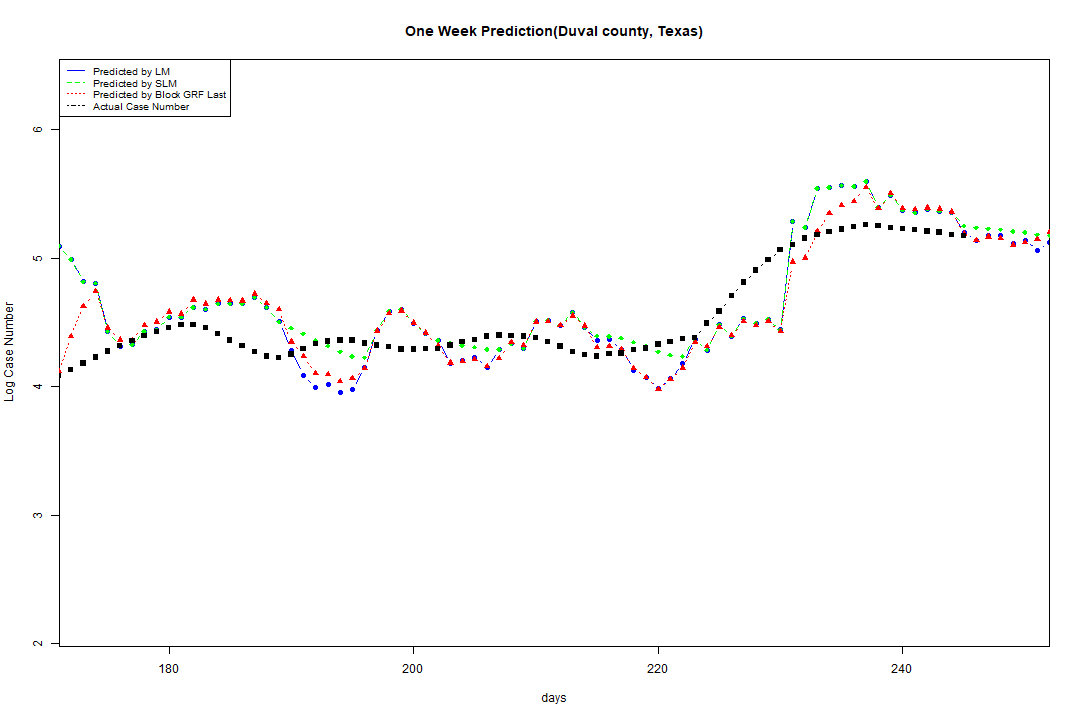 One Week Prediction(Duval county, Texas)
Predicted by LM
Predicted by SLM
Predicted by Block GRF Last
Actual Case Number
6
5
4
3
2
Log Case Number
180 200 220 240
days